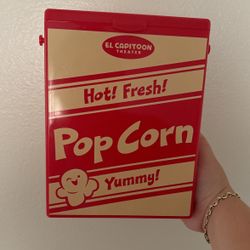 EL CAPITOON
THEATER
Hot! Fresh!
Pop Corn
Yummy!